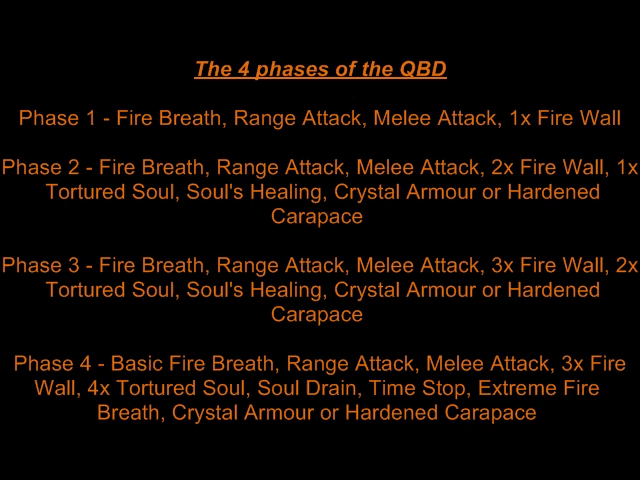 The 4 phases of the QBD
Phase 1 - Fire Breath, Range Attack, Melee Attack, 1x Fire Wall
Phase 2 - Fire Breath, Range Attack, Melee Attack, 2x Fire Wall, 1x
Tortured Soul, Soul's Healing, Crystal Armour or Hardened
Carapace
Phase 3 - Fire Breath, Range Attack, Melee Attack, 3x Fire Wall, 2x
Tortured Soul, Soul's Healing, Crystal Armour or Hardened
Carapace
Phase 4 - Basic Fire Breath, Range Attack, Melee Attack, 3x Fire
Wall, 4x Tortured Soul, Soul Drain, Time Stop, Extreme Fire
Breath, Crystal Armour or Hardened Carapace